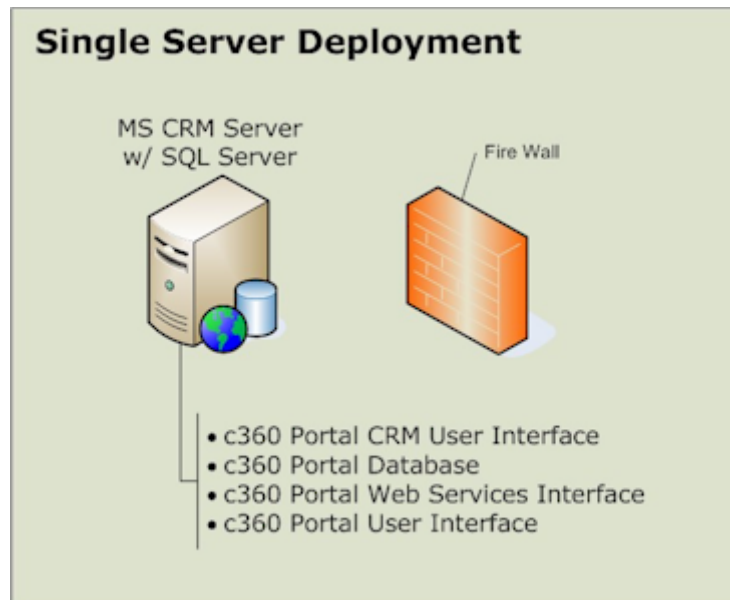 Single Server Deployment
MS CRM Server
w/ SQL Server
Fire Wall
• c360 Portal CRM User Interface
• c360 Portal Database
• c360 Portal Web Services Interface
• c360 Portal User Interface